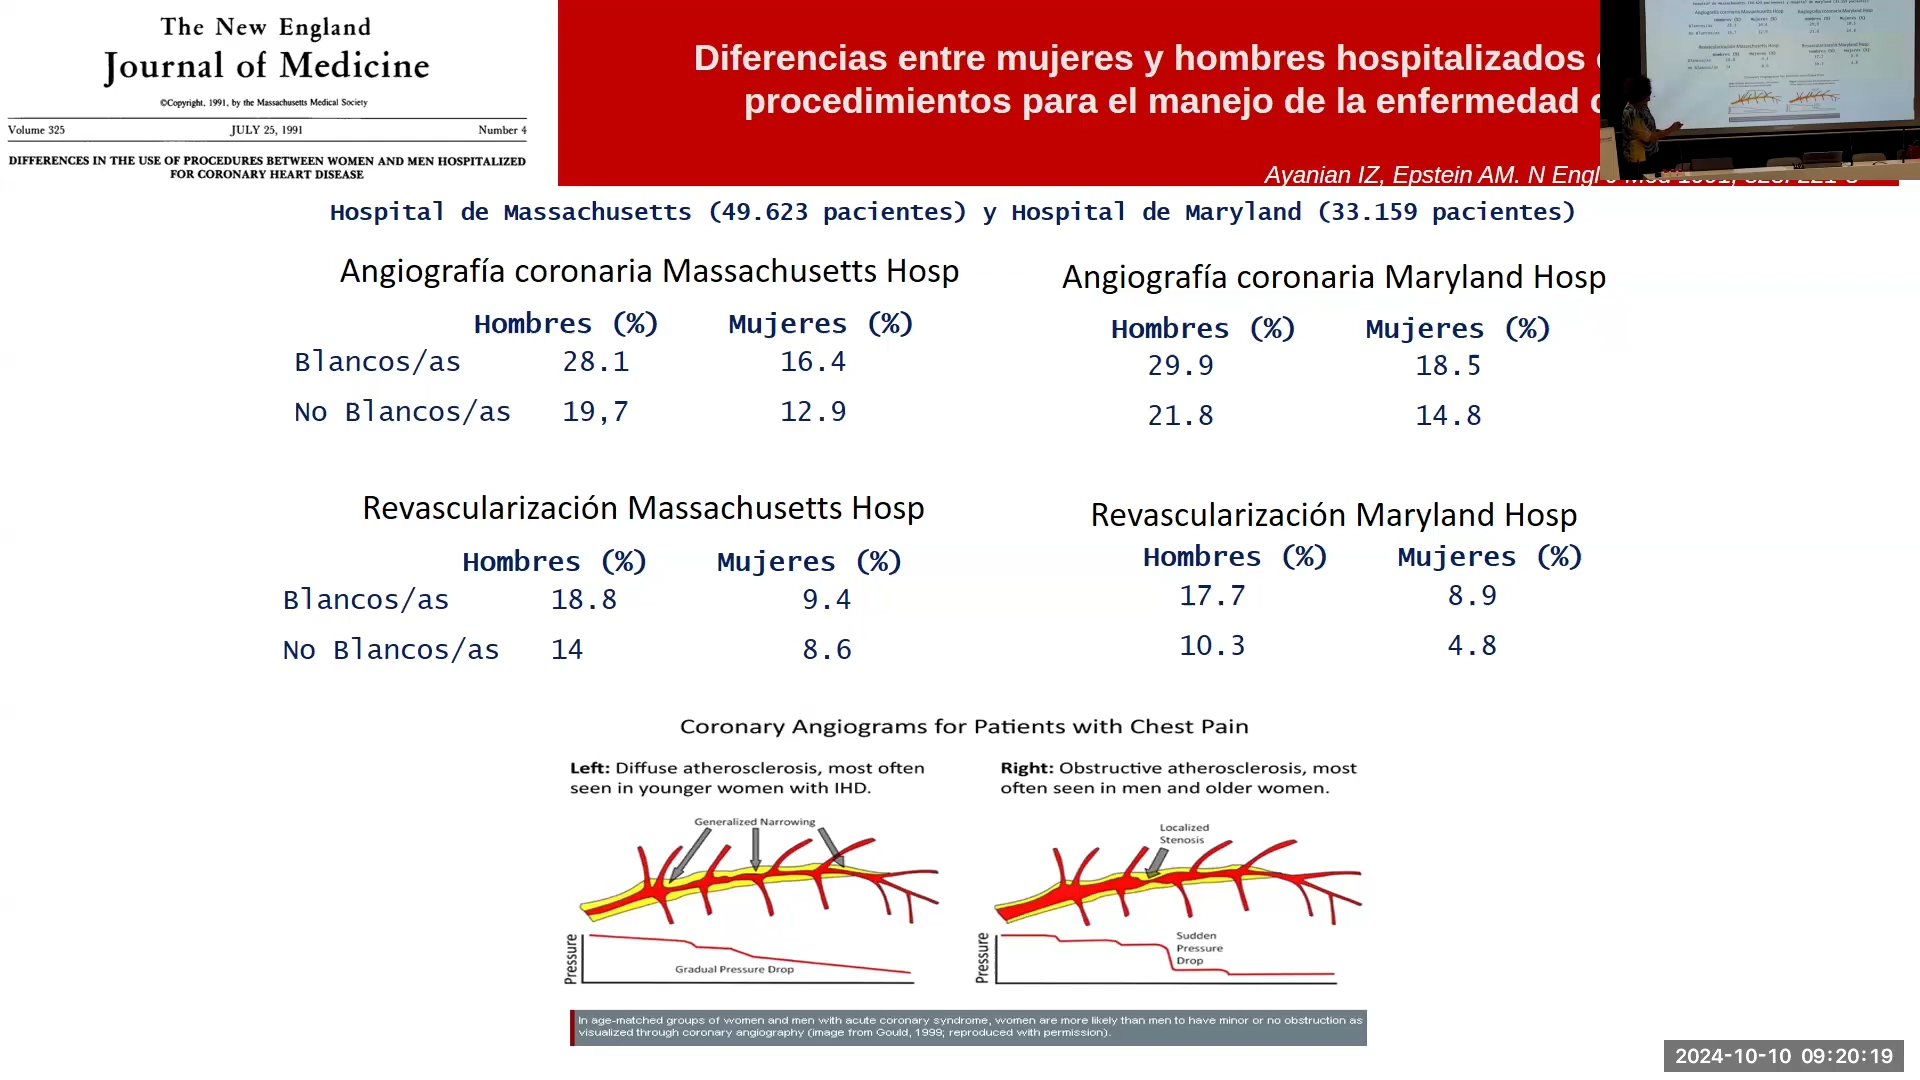 The New England
Journal of Medicine
©Copyright, 1991, by the Massachusetts Medical Society
Volume 325 JULY 25, 1991 Number 4
DIFFERENCES IN THE USE OF PROCEDURES BETWEEN WOMEN AND MEN HOSPITALIZED
FOR CORONARY HEART DISEASE
Diferencias entre mujeres y hombres hospitalizados
procedimientos para el manejo de la enfermedad
Ayanian IZ, Epstein AM. N Engl
Hospital de Massachusetts (49.623 pacientes) y Hospital de Maryland (33.159 pacientes)
Angiografía coronaria Massachusetts Hosp
Hombres (%) Mujeres (%)
Blancos/as 28.1 16.4
No Blancos/as 19,7 12.9
Angiografía coronaria Maryland Hosp
Hombres (%) Mujeres (%)
29.9 18.5
21.8 14.8
Revascularización Massachusetts Hosp
Hombres (%) Mujeres (%)
Blancos/as 18.8 9.4
No Blancos/as 14 8.6
Revascularización Maryland Hosp
Hombres (%) Mujeres (%)
17.7 8.9
10.3 4.8
Coronary Angiograms for Patients with Chest Pain
Left: Diffuse atherosclerosis, most often
seen in younger women with IHD.
Generalized Narrowing
Pressure
Gradual Pressure Drop
Right: Obstructive atherosclerosis, most
often seen in men and older women.
Localized
Stenosis
Pressure
Sudden
Pressure
Drop
In age-matched groups of women and men with acute coronary syndrome, women are more likely than men to have minor or no obstruction as
visualized through coronary angiography (image from Gould, 1999; reproduced with permission).
2024-10-10 09:20:19